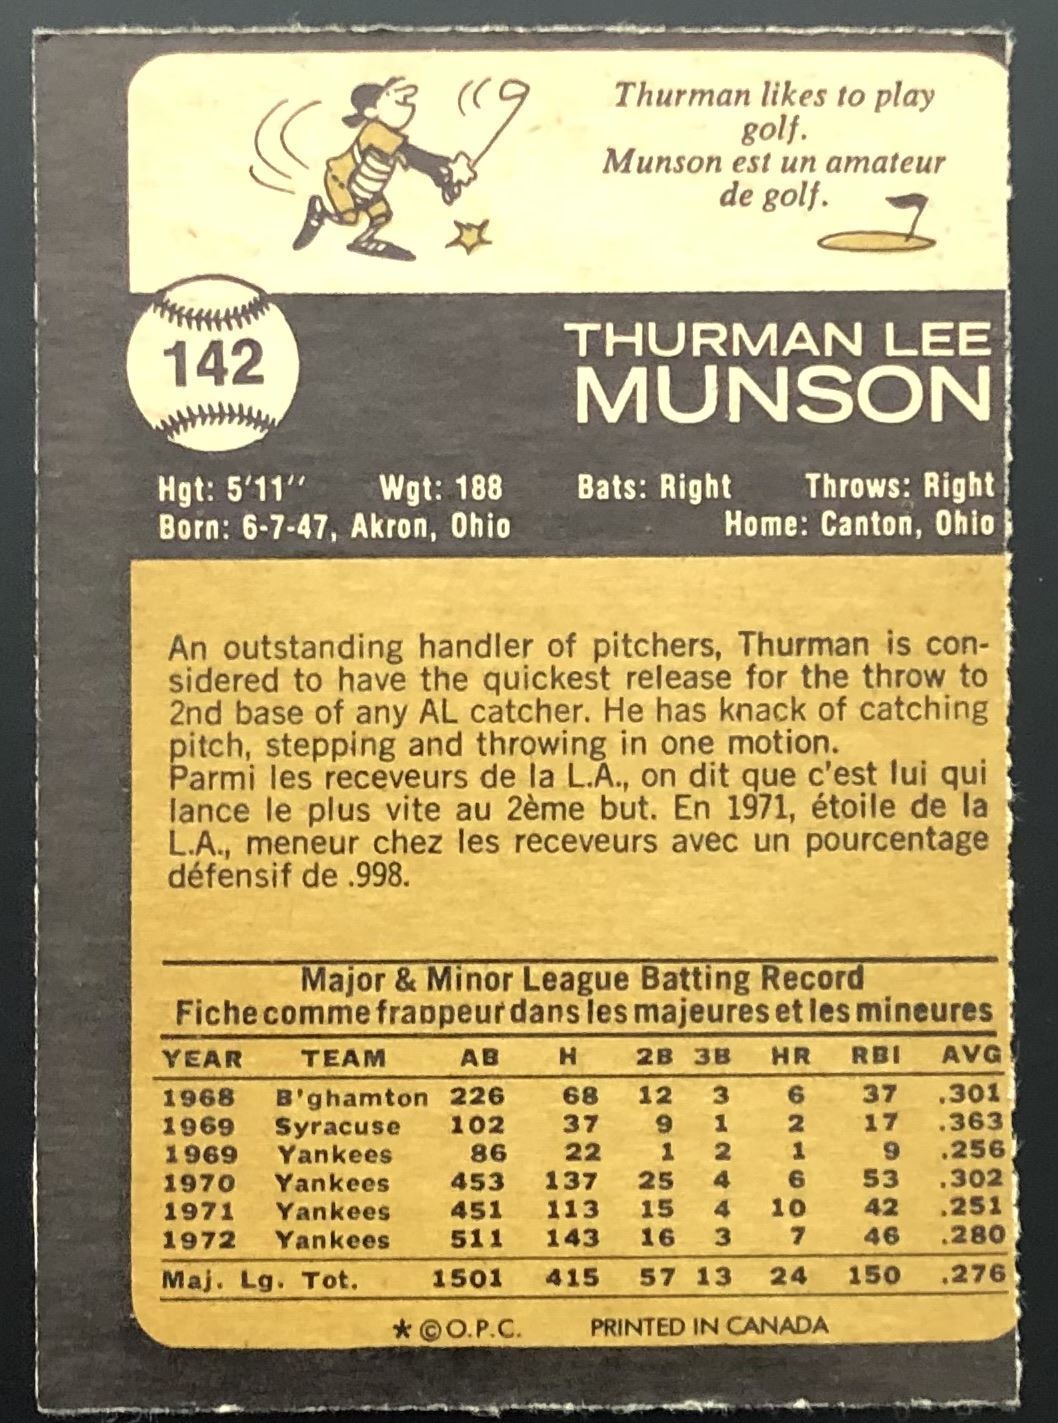 Thurman likes to play
golf.
Munson est un amateur
de golf.
142
THURMAN LEE
MUNSON
Hgt: 5'11" Wgt: 188 Bats: Right Throws: Right
Born: 6-7-47, Akron, Ohio Home: Canton, Ohio
An outstanding handler of pitchers, Thurman is con-
sidered to have the quickest release for the throw to
2nd base of any AL catcher. He has knack of catching
pitch, stepping and throwing in one motion.
Parmi les receveurs de la L.A., on dit que c'est lui qui
lance le plus vite au 2ème but. En 1971, étoile de la
L.A., meneur chez les receveurs avec un pourcentage
défensif de .998.
Major & Minor League Batting Record
Fiche comme frappeur dans les majeures et les mineures
YEAR TEAM AB H 2B 3B HR RBI AVG
1968 B'ghamton 226 68 12 3 6 37 .301
1969 Syracuse 102 37 9 1 2 17 .363
1969 Yankees 86 22 1 2 1 9 .256
1970 Yankees 453 137 25 4 6 53 .302
1971 Yankees 451 113 15 4 10 42 .251
1972 Yankees 511 143 16 3 7 46 .280
Maj. Lg. Tot. 1501 415 57 13 24 150 .276
* © O.P.C. PRINTED IN CANADA